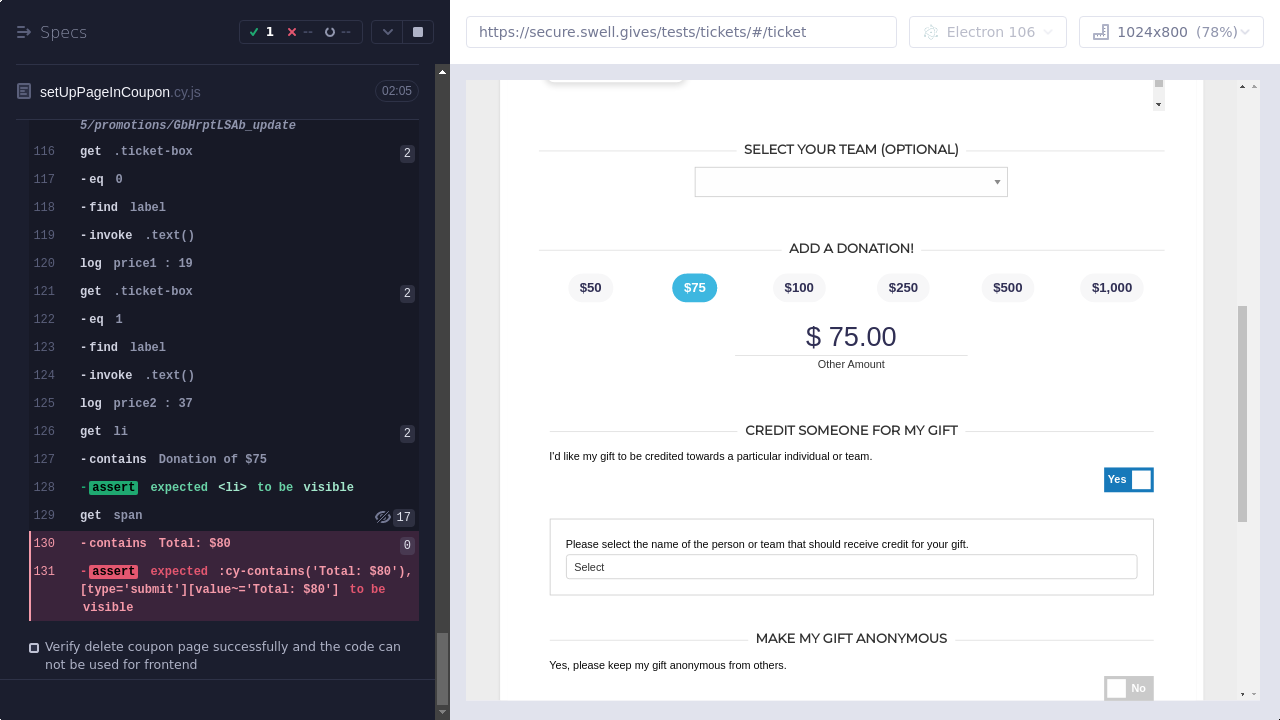 Specs
1
--
--
https://secure.swell.gives/tests/tickets/#/ticket
Electron 106
1024x800 (78%)
setUpPageInCoupon.cy.js
02:05
5/promotions/GbHrptLSAb_update
116 get .ticket-box 2
117 -eq 0
118 -find label
119 -invoke .text()
120 log price1 : 19
121 get .ticket-box 2
122 -eq 1
123 -find label
124 -invoke .text()
125 log price2 : 37
126 get li 2
127 -contains Donation of $75
128 -assert expected <li> to be visible
129 get span 17
130 -contains Total: $80 0
131 -assert expected :cy-contains('Total: $80'),
[type='submit'][value~='Total: $80'] to be
visible
Verify delete coupon page successfully and the code can
not be used for frontend
SELECT YOUR TEAM (OPTIONAL)
ADD A DONATION!
$50 $75 $100 $250 $500 $1,000
$ 75.00
Other Amount
CREDIT SOMEONE FOR MY GIFT
I'd like my gift to be credited towards a particular individual or team.
Yes
Please select the name of the person or team that should receive credit for your gift.
Select
MAKE MY GIFT ANONYMOUS
Yes, please keep my gift anonymous from others.
No